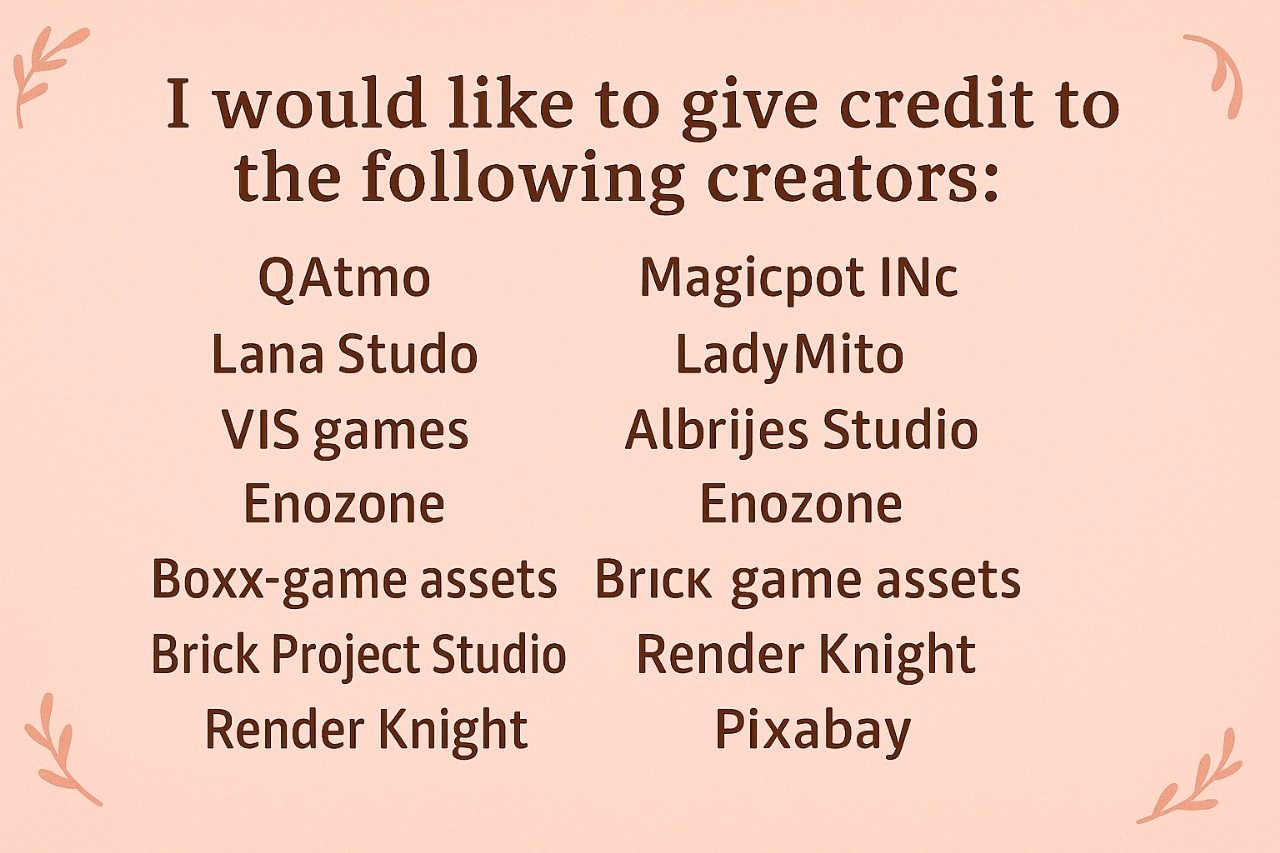 I would like to give credit to
the following creators:
QAtmo
Magicpot INc
Lana Studo
LadyMito
VIS games
Albrijes Studio
Enozone
Enozone
Boxx-game assets
Brıcĸ game assets
Brick Project Studio
Render Knight
Render Knight
Pixabay